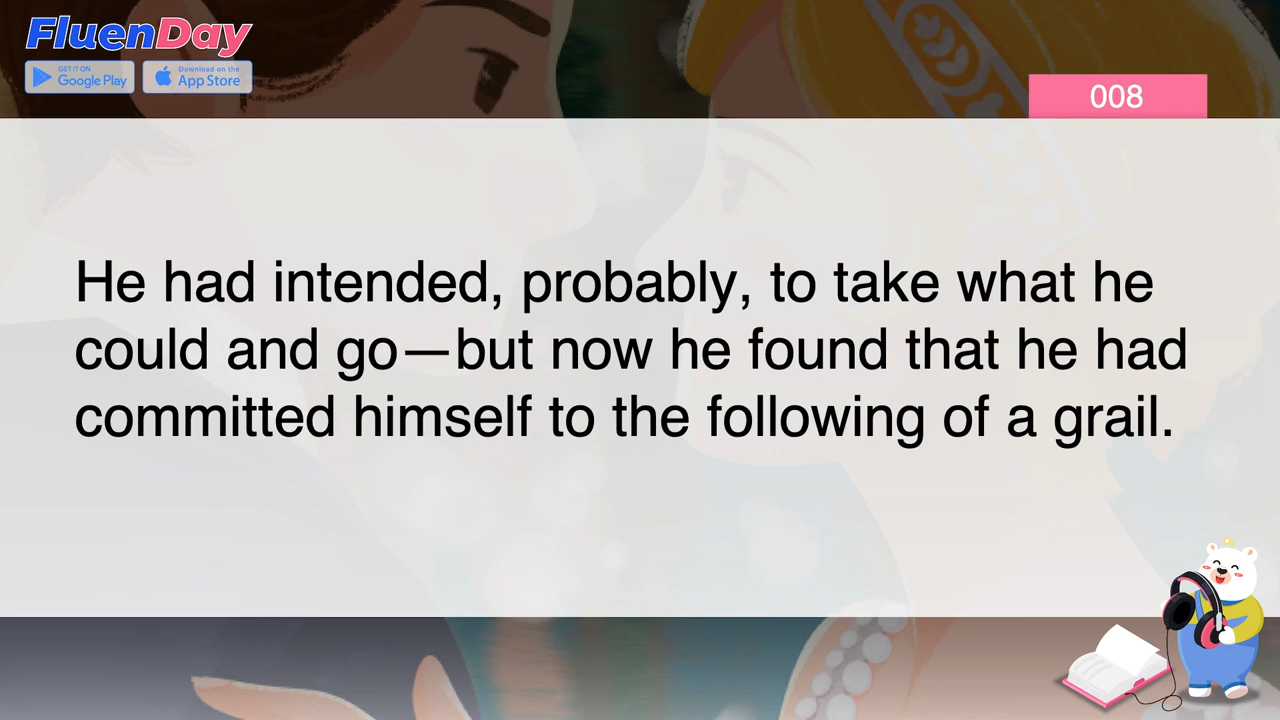 FluenDay
GET IT ON
Google Play
Download on the
App Store
008
He had intended, probably, to take what he
could and go—but now he found that he had
committed himself to the following of a grail.